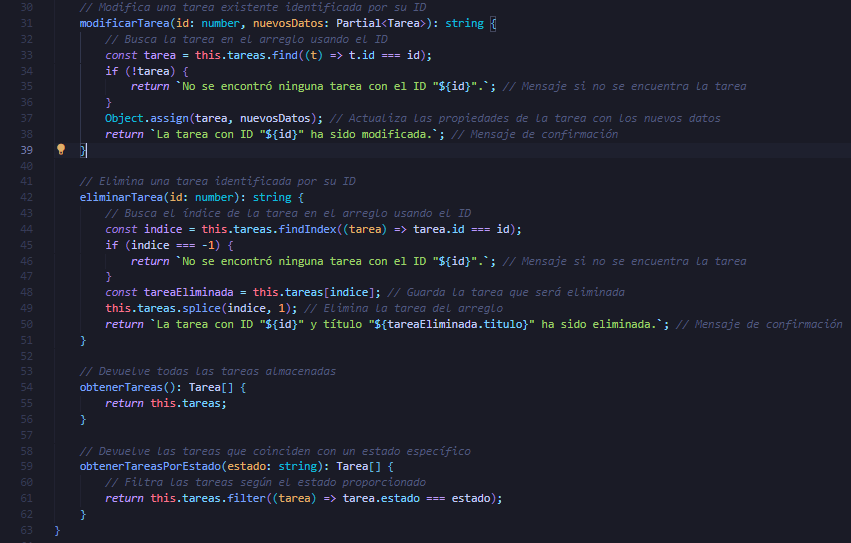 30 // Modifica una tarea existente identificada por su ID
31 modificarTarea(id: number, nuevosDatos: Partial<Tarea>): string {
32 // Busca la tarea en el arreglo usando el ID
33 const tarea = this.tareas.find((t) => t.id === id);
34 if (!tarea) {
35 return `No se encontró ninguna tarea con el ID "${id}".`; // Mensaje si no se encuentra la tarea
36 }
37 Object.assign(tarea, nuevosDatos); // Actualiza las propiedades de la tarea con los nuevos datos
38 return `La tarea con ID "${id}" ha sido modificada.`; // Mensaje de confirmación
39 }
40
41 // Elimina una tarea identificada por su ID
42 eliminarTarea(id: number): string {
43 // Busca el índice de la tarea en el arreglo usando el ID
44 const indice = this.tareas.findIndex((tarea) => tarea.id === id);
45 if (indice === -1) {
46 return `No se encontró ninguna tarea con el ID "${id}".`; // Mensaje si no se encuentra la tarea
47 }
48 const tareaEliminada = this.tareas[indice]; // Guarda la tarea que será eliminada
49 this.tareas.splice(indice, 1); // Elimina la tarea del arreglo
50 return `La tarea con ID "${id}" y título "${tareaEliminada.titulo}" ha sido eliminada.`; // Mensaje de confirmación
51 }
52
53 // Devuelve todas las tareas almacenadas
54 obtenerTareas(): Tarea[] {
55 return this.tareas;
56 }
57
58 // Devuelve las tareas que coinciden con un estado específico
59 obtenerTareasPorEstado(estado: string): Tarea[] {
60 // Filtra las tareas según el estado proporcionado
61 return this.tareas.filter((tarea) => tarea.estado === estado);
62 }
63 }